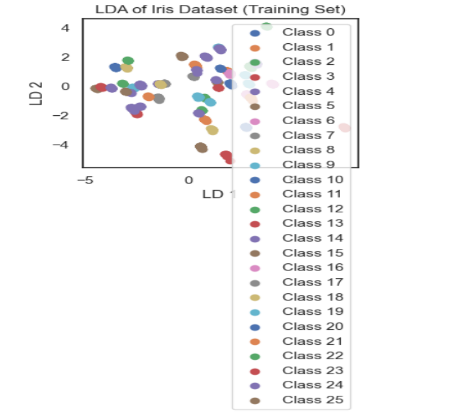 LDA of Iris Dataset (Training Set)
4
2
0
−2
−4
LD 2
−5
0
LD 1
Class 0
Class 1
Class 2
Class 3
Class 4
Class 5
Class 6
Class 7
Class 8
Class 9
Class 10
Class 11
Class 12
Class 13
Class 14
Class 15
Class 16
Class 17
Class 18
Class 19
Class 20
Class 21
Class 22
Class 23
Class 24
Class 25